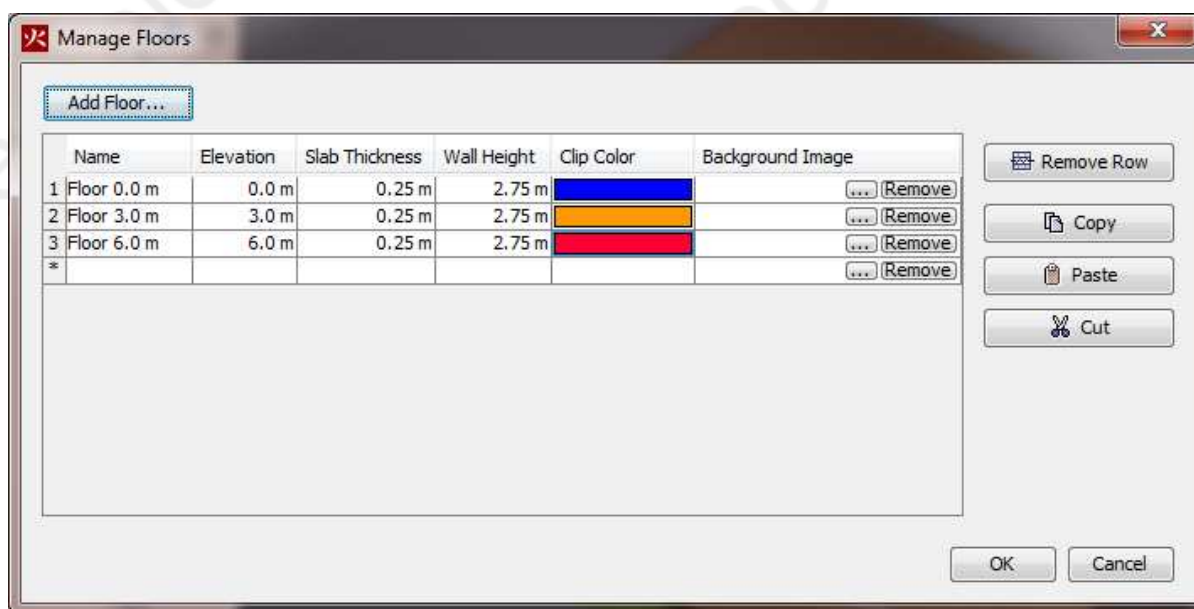 Manage Floors
Add Floor...
Name Elevation Slab Thickness Wall Height Clip Color Background Image
1 Floor 0.0 m 0.0 m 0.25 m 2.75 m ... Remove
2 Floor 3.0 m 3.0 m 0.25 m 2.75 m ... Remove
3 Floor 6.0 m 6.0 m 0.25 m 2.75 m ... Remove
* ... Remove
Remove Row
Copy
Paste
Cut
OK Cancel